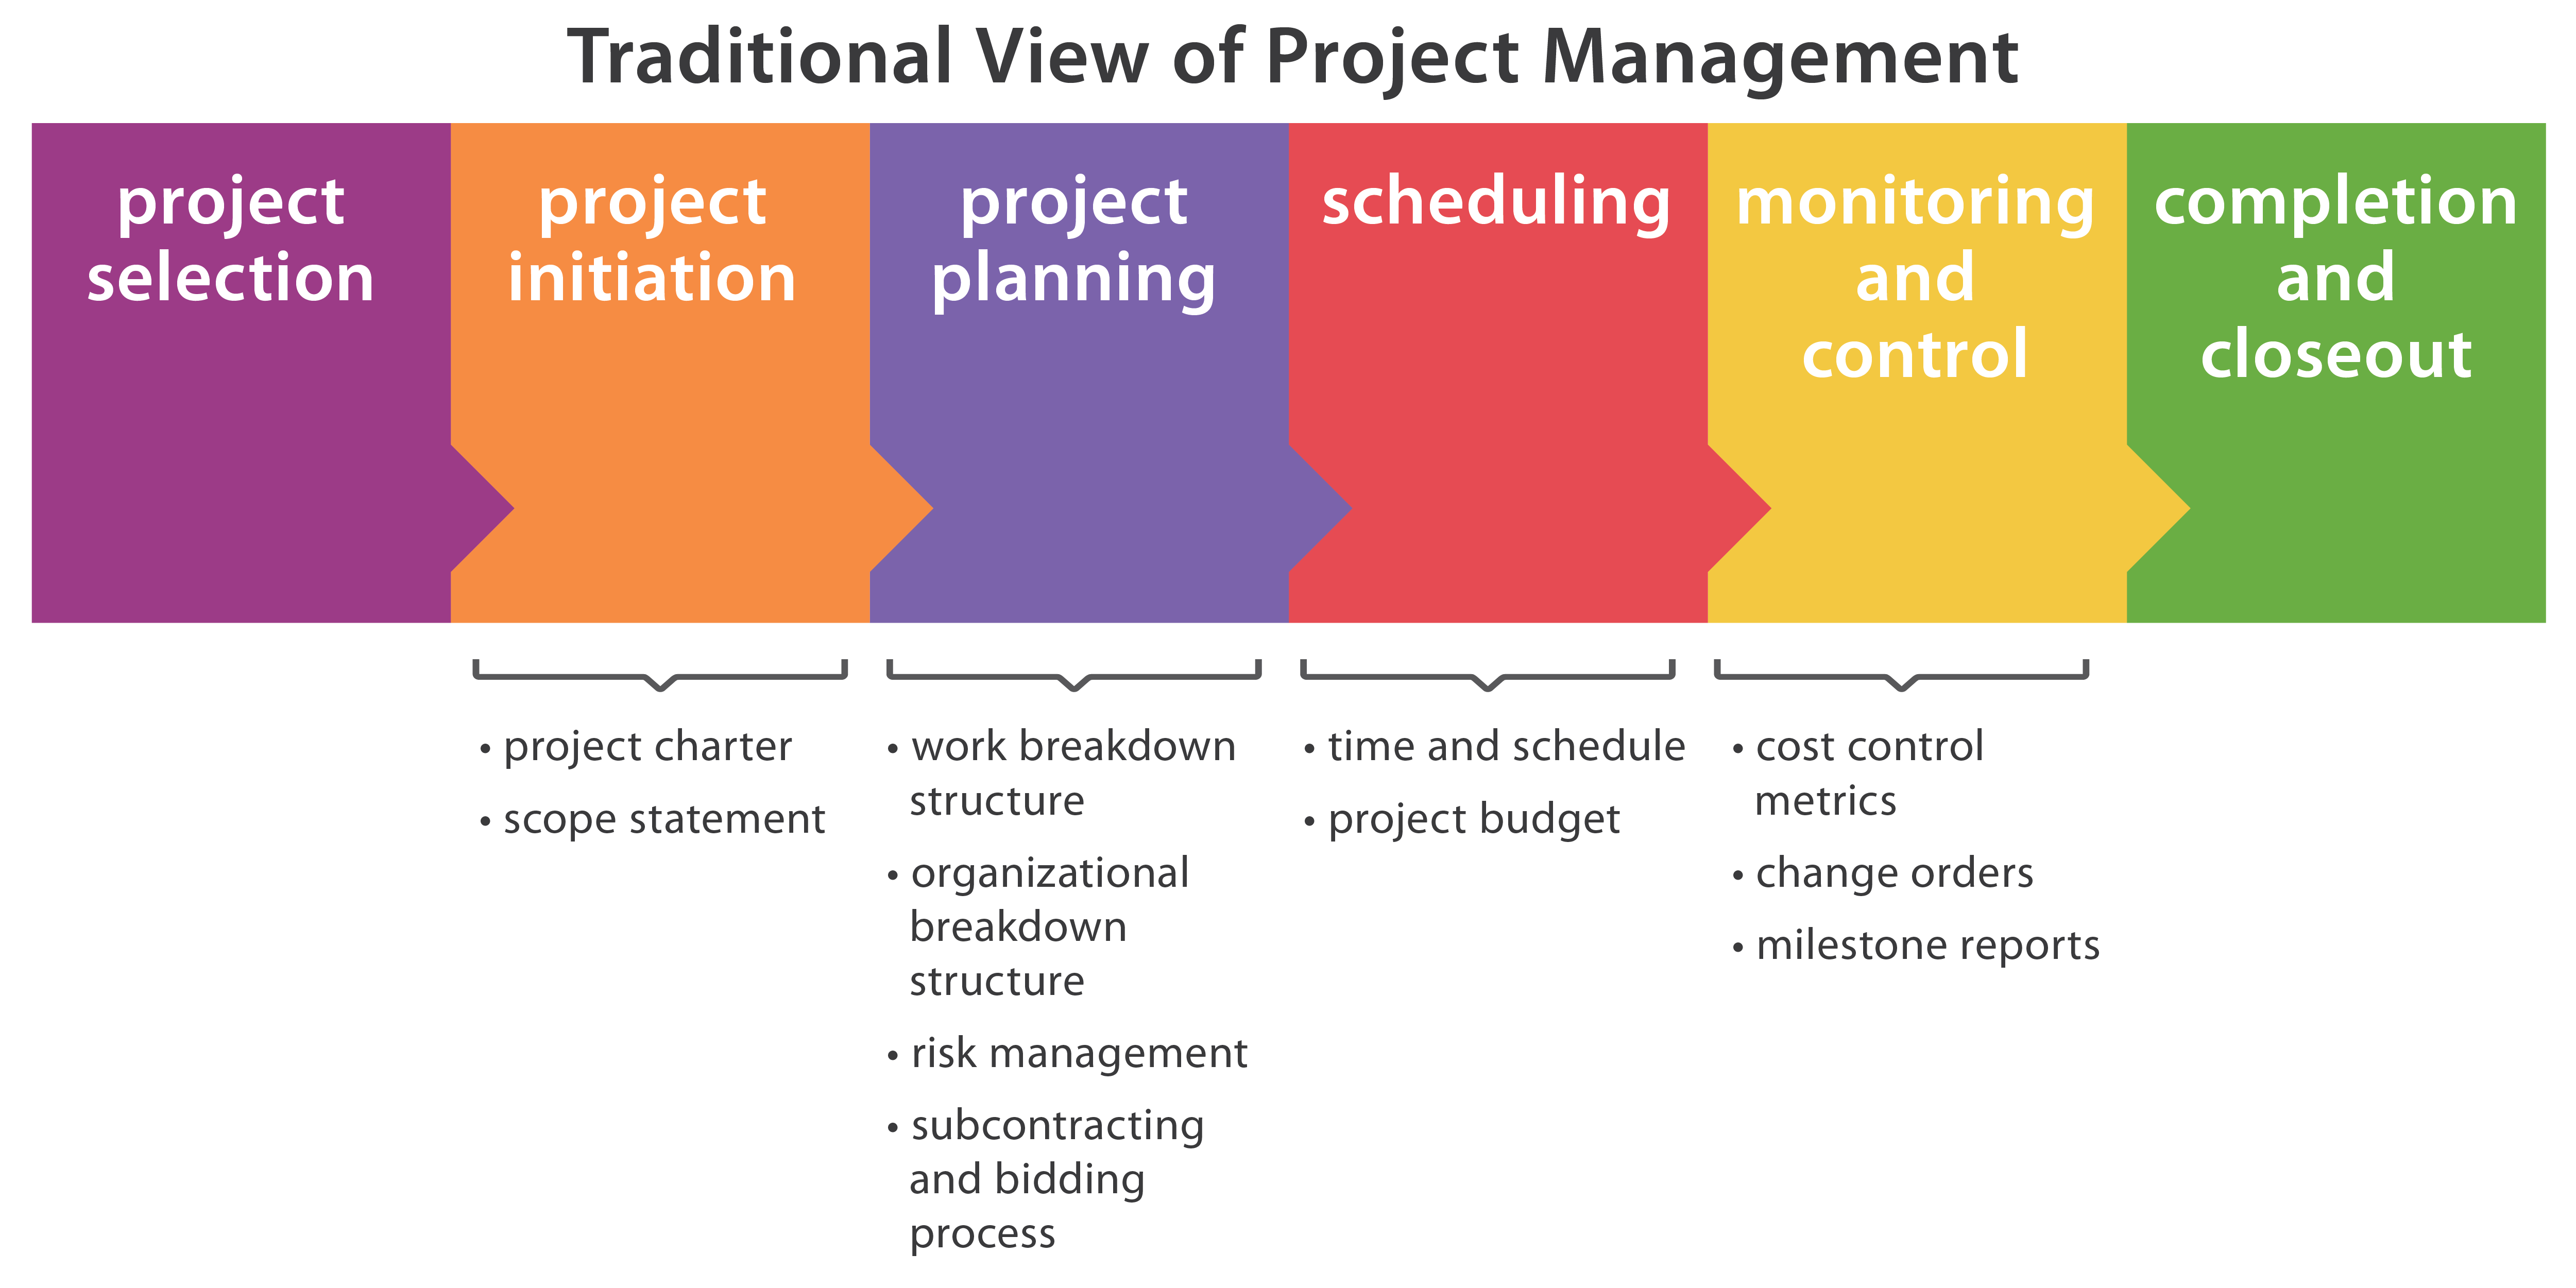 Traditional View of Project Management
project
selection
project
initiation
project
planning
scheduling
monitoring
and
control
completion
and
closeout
• project charter
• scope statement
• work breakdown
structure
• organizational
breakdown
structure
• risk management
• subcontracting
and bidding
process
• time and schedule
• project budget
• cost control
metrics
• change orders
• milestone reports